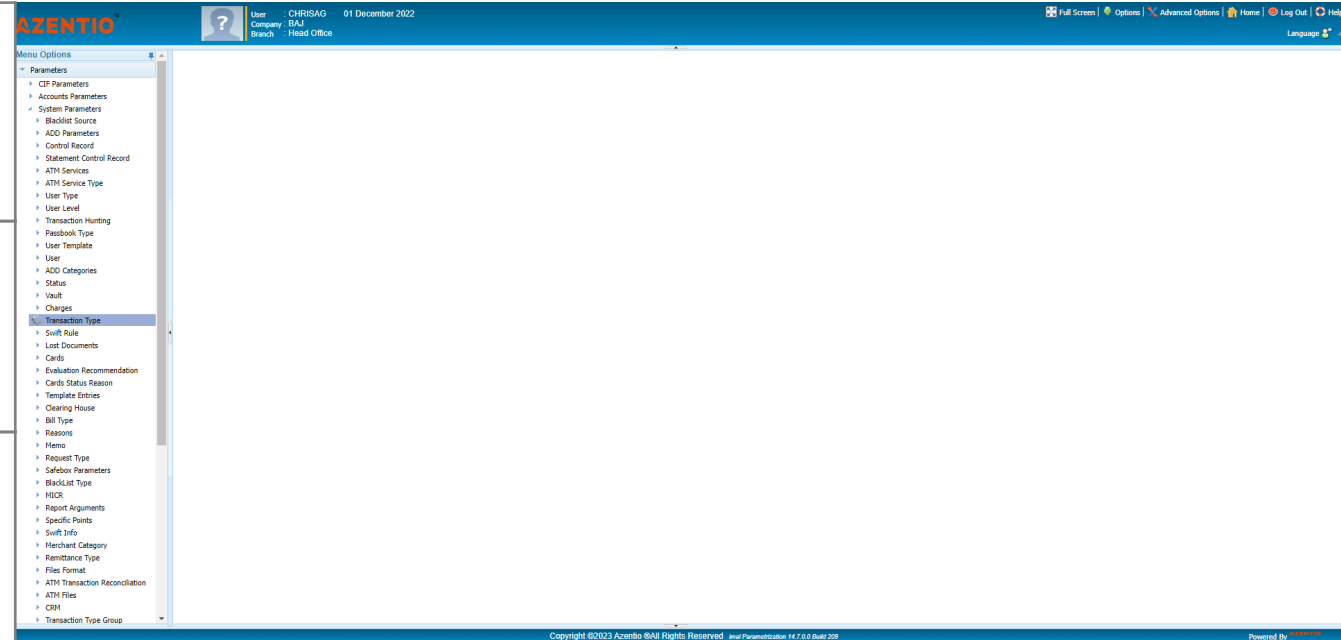 AZENTIO™
User : CHRISAG 01 December 2022
Company : BAJ
Branch : Head Office
Full Screen | Options | Advanced Options | Home | Log Out | Help
Language
Menu Options
Parameters
CIF Parameters
Accounts Parameters
System Parameters
Blacklist Source
ADD Parameters
Control Record
Statement Control Record
ATM Services
ATM Service Type
User Type
User Level
Transaction Hunting
Passbook Type
User Template
User
ADD Categories
Status
Vault
Charges
Transaction Type
Swift Rule
Lost Documents
Cards
Evaluation Recommendation
Cards Status Reason
Template Entries
Clearing House
Bill Type
Reasons
Memo
Request Type
Safebox Parameters
BlackList Type
MICR
Report Arguments
Specific Points
Swift Info
Merchant Category
Remittance Type
Files Format
ATM Transaction Reconciliation
ATM Files
CRM
Transaction Type Group
Copyright ©2023 Azentio ®All Rights Reserved imal Parametrization 14.7.0.0 Build 209
Powered By AZENTIO